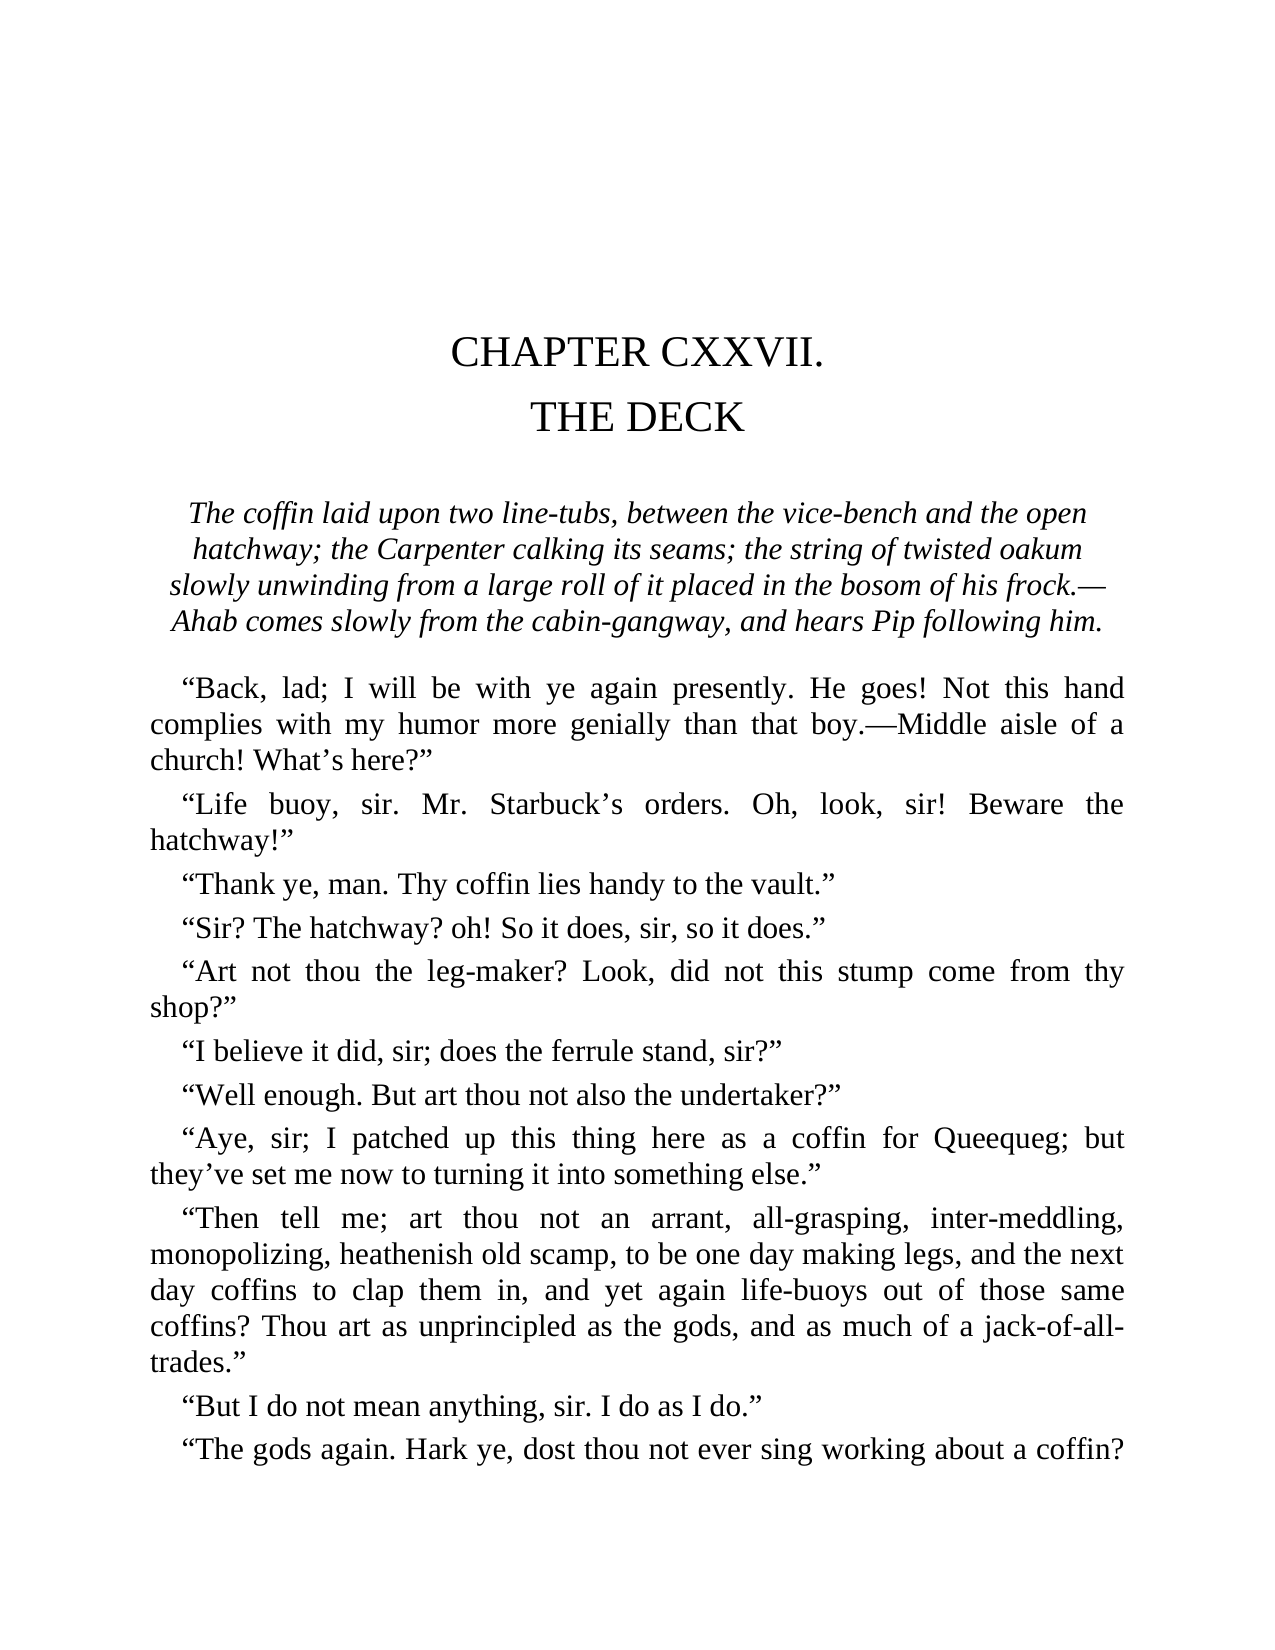 CHAPTER CXXVII.
THE DECK
The coffin laid upon two line-tubs, between the vice-bench and the open
hatchway; the Carpenter calking its seams; the string of twisted oakum
slowly unwinding from a large roll of it placed in the bosom of his frock.—
Ahab comes slowly from the cabin-gangway, and hears Pip following him.
“Back, lad; I will be with ye again presently. He goes! Not this hand
complies with my humor more genially than that boy.—Middle aisle of a
church! What’s here?”
“Life buoy, sir. Mr. Starbuck’s orders. Oh, look, sir! Beware the
hatchway!”
“Thank ye, man. Thy coffin lies handy to the vault.”
“Sir? The hatchway? oh! So it does, sir, so it does.”
“Art not thou the leg-maker? Look, did not this stump come from thy
shop?”
“I believe it did, sir; does the ferrule stand, sir?”
“Well enough. But art thou not also the undertaker?”
“Aye, sir; I patched up this thing here as a coffin for Queequeg; but
they’ve set me now to turning it into something else.”
“Then tell me; art thou not an arrant, all-grasping, inter-meddling,
monopolizing, heathenish old scamp, to be one day making legs, and the next
day coffins to clap them in, and yet again life-buoys out of those same
coffins? Thou art as unprincipled as the gods, and as much of a jack-of-all-
trades.”
“But I do not mean anything, sir. I do as I do.”
“The gods again. Hark ye, dost thou not ever sing working about a coffin?